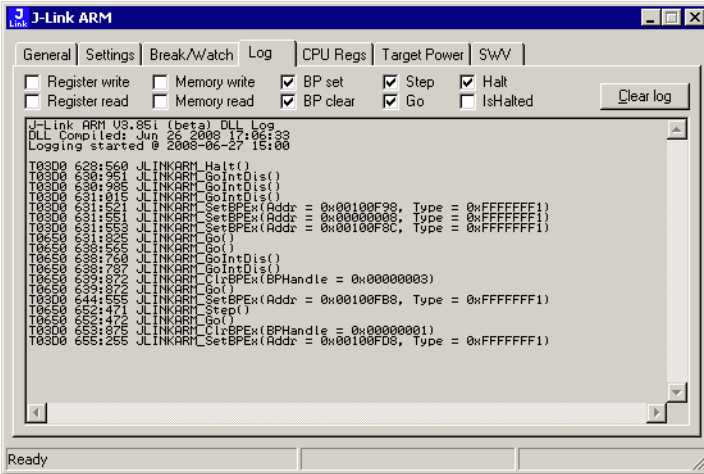 J-Link ARM
General Settings Break/Watch Log CPU Regs Target Power SWV
Register write Memory write BP set Step Halt
Register read Memory read BP clear Go IsHalted
Clear log
J-Link ARM V3.85i (beta) DLL Log
DLL Compiled: Jun 26 2008 17:06:33
Logging started @ 2008-06-27 15:00
T03D0 628:560 JLINKARM_Halt()
T03D0 630:951 JLINKARM_GoIntDis()
T03D0 630:985 JLINKARM_GoIntDis()
T03D0 631:015 JLINKARM_GoIntDis()
T03D0 631:521 JLINKARM_SetBPEx(Addr = 0x00100F98, Type = 0xFFFFFFF1)
T03D0 631:551 JLINKARM_SetBPEx(Addr = 0x00000008, Type = 0xFFFFFFF1)
T03D0 631:553 JLINKARM_SetBPEx(Addr = 0x00100F8C, Type = 0xFFFFFFF1)
T0650 631:825 JLINKARM_Go()
T0650 638:565 JLINKARM_Go()
T0650 638:760 JLINKARM_GoIntDis()
T0650 638:787 JLINKARM_GoIntDis()
T0650 639:872 JLINKARM_ClrBPEx(BPHandle = 0x00000003)
T0650 639:872 JLINKARM_Go()
T03D0 644:555 JLINKARM_SetBPEx(Addr = 0x00100FB8, Type = 0xFFFFFFF1)
T0650 652:471 JLINKARM_Step()
T0650 652:472 JLINKARM_Go()
T03D0 653:875 JLINKARM_ClrBPEx(BPHandle = 0x00000001)
T03D0 655:255 JLINKARM_SetBPEx(Addr = 0x00100FD8, Type = 0xFFFFFFF1)
Ready